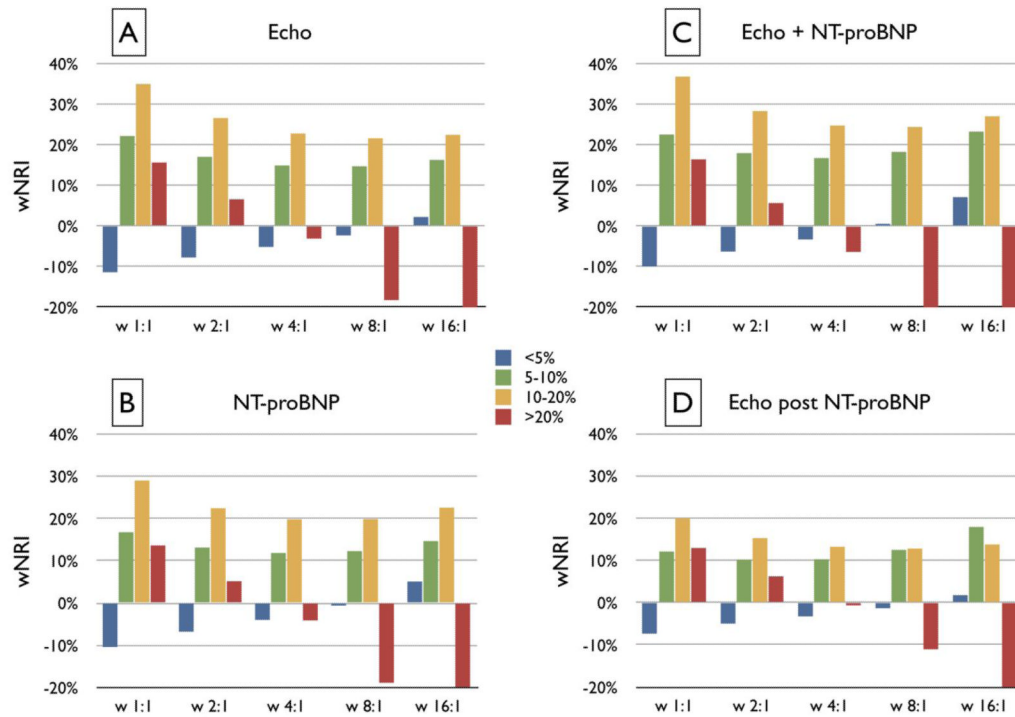 A
Echo
wNRI
40%
30%
20%
10%
0%
-10%
-20%
w 1:1
w 2:1
w 4:1
w 8:1
w 16:1
C
Echo + NT-proBNP
wNRI
40%
30%
20%
10%
0%
-10%
-20%
w 1:1
w 2:1
w 4:1
w 8:1
w 16:1
<5%
5-10%
10-20%
>20%
B
NT-proBNP
wNRI
40%
30%
20%
10%
0%
-10%
-20%
w 1:1
w 2:1
w 4:1
w 8:1
w 16:1
D
Echo post NT-proBNP
wNRI
40%
30%
20%
10%
0%
-10%
-20%
w 1:1
w 2:1
w 4:1
w 8:1
w 16:1